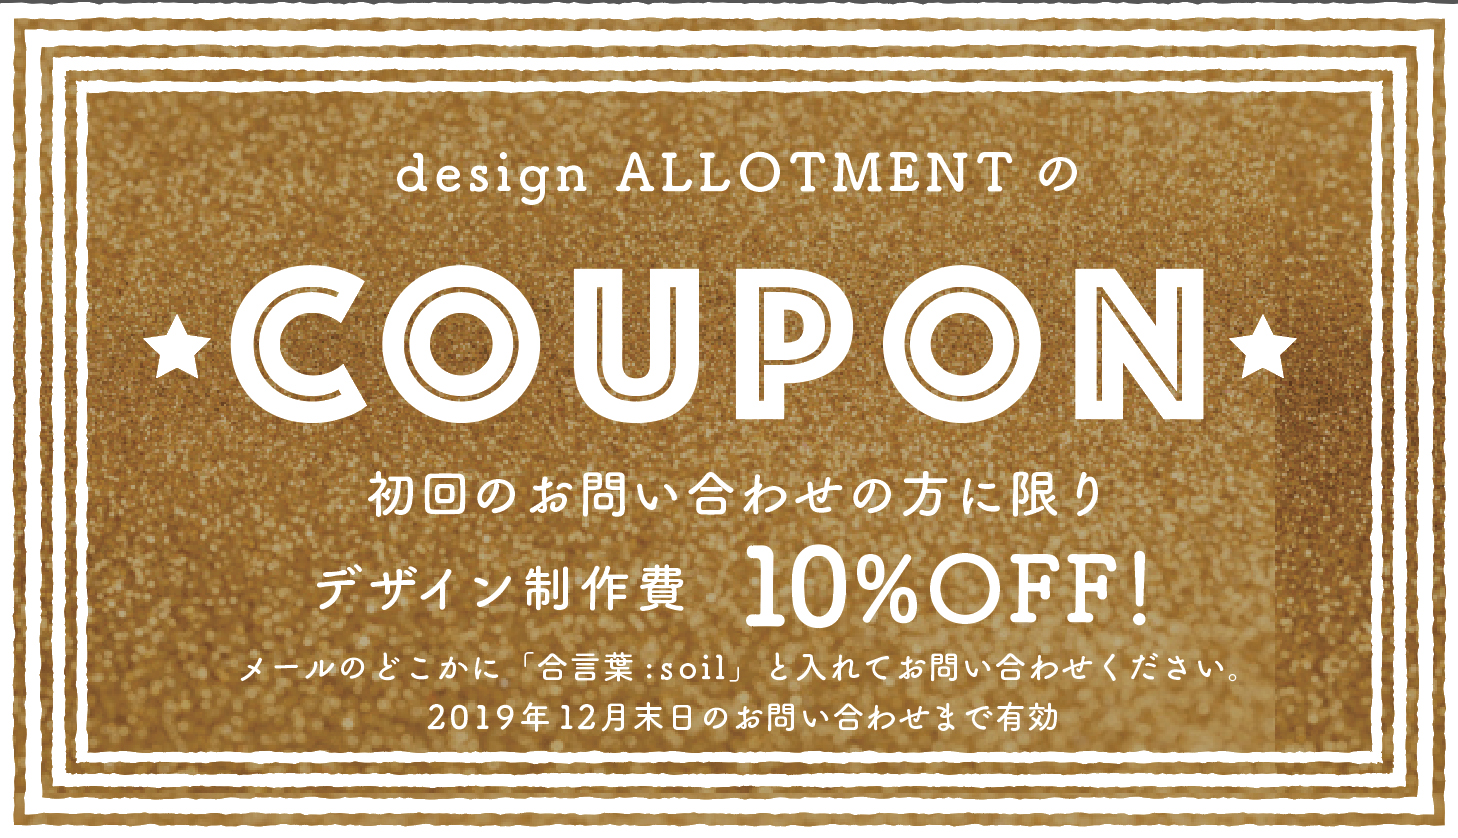 design ALLOTMENT の
★COUPON★
初回のお問い合わせの方に限り
デザイン制作費 10%OFF!
メールのどこかに「合言葉:soil」と入れてお問い合わせください。
2019年12月末日のお問い合わせまで有効